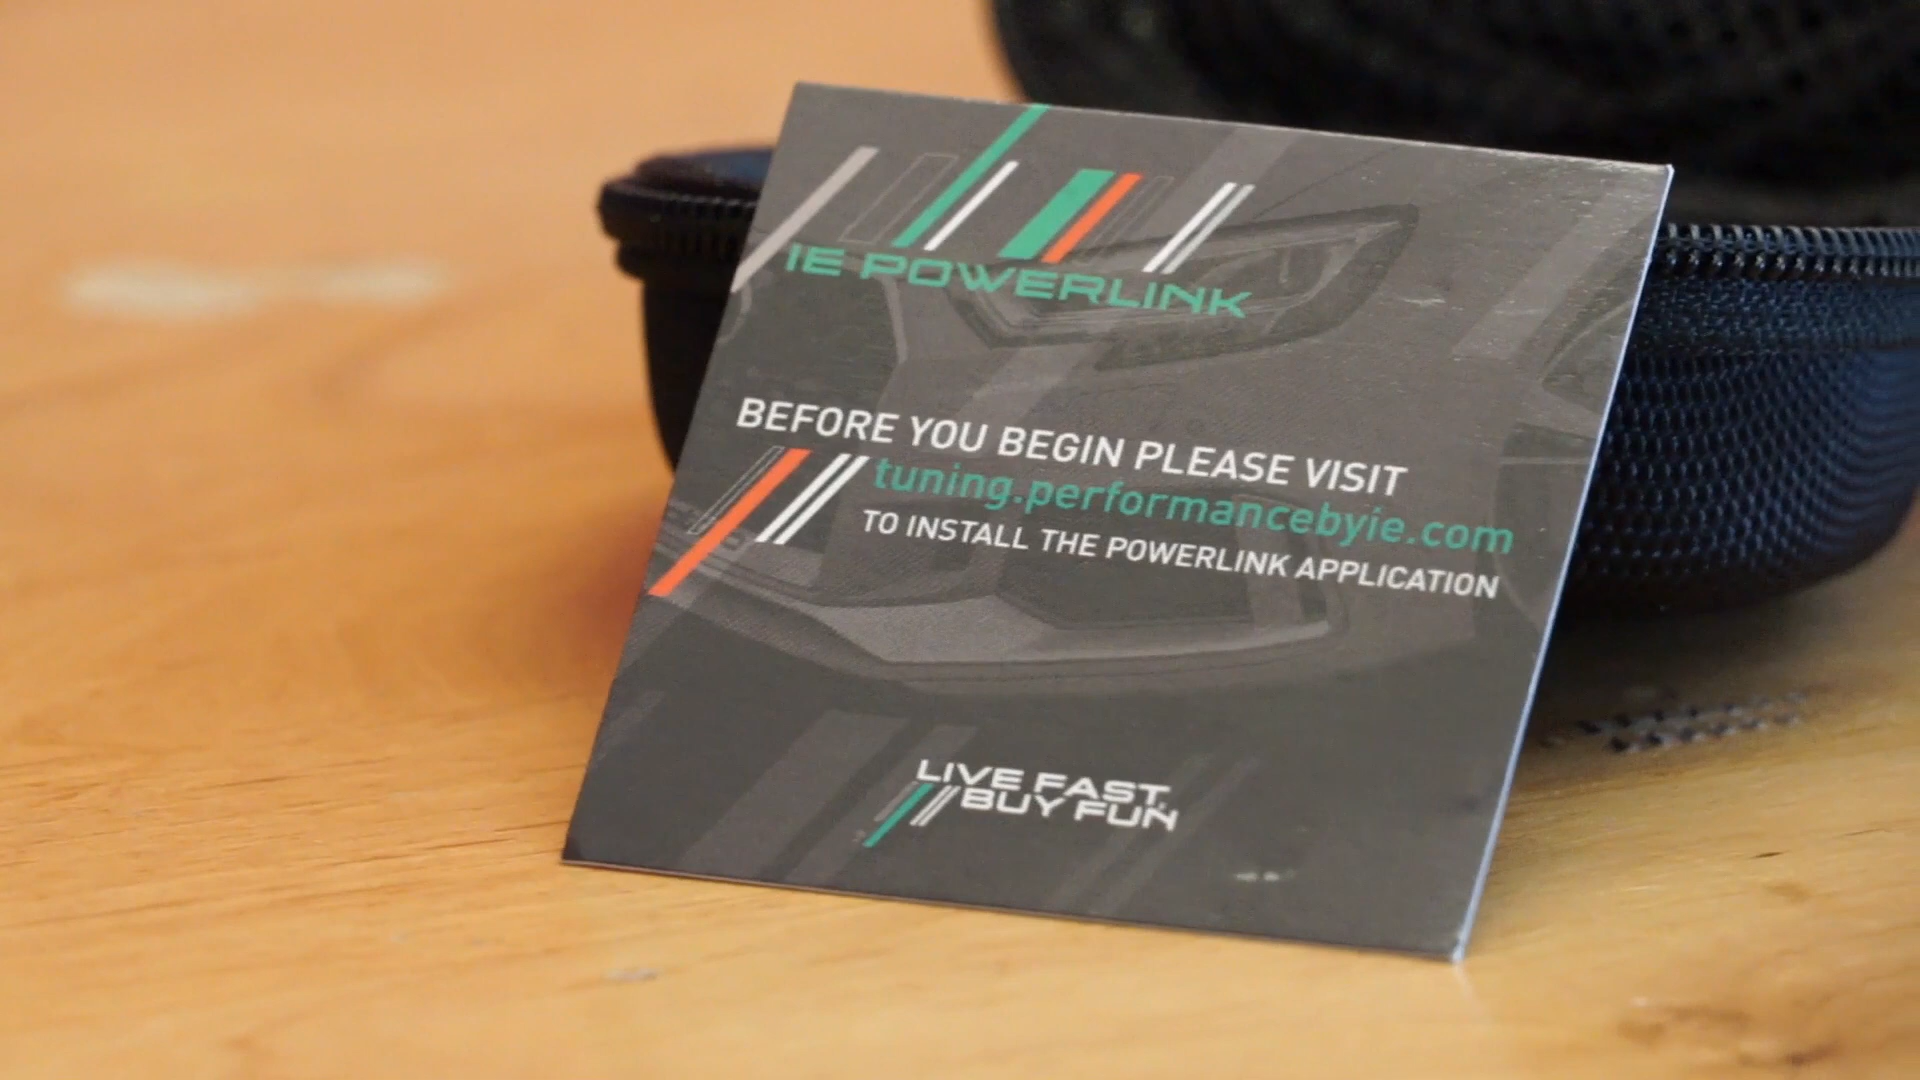 IE POWERLINK
BEFORE YOU BEGIN PLEASE VISIT
tuning.performancebyie.com
TO INSTALL THE POWERLINK APPLICATION
LIVE FAST,
BUY FUN